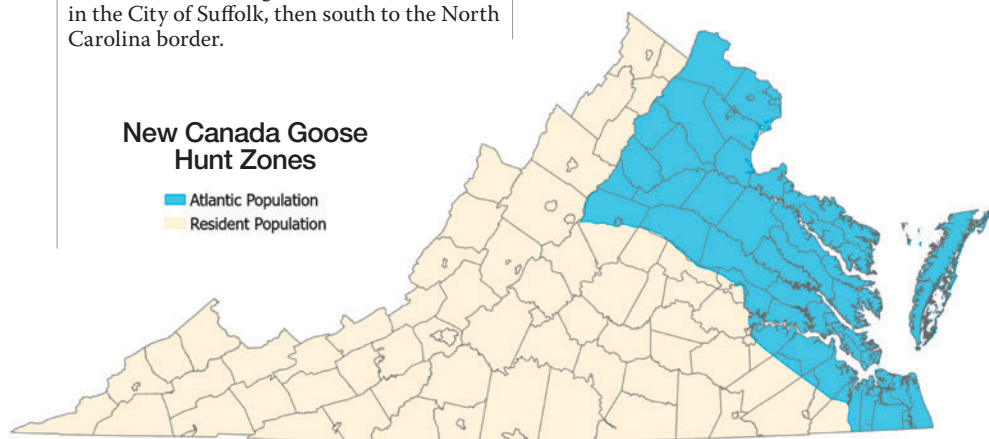 in the City of Suffolk, then south to the North
Carolina border.
New Canada Goose
Hunt Zones
Atlantic Population
Resident Population